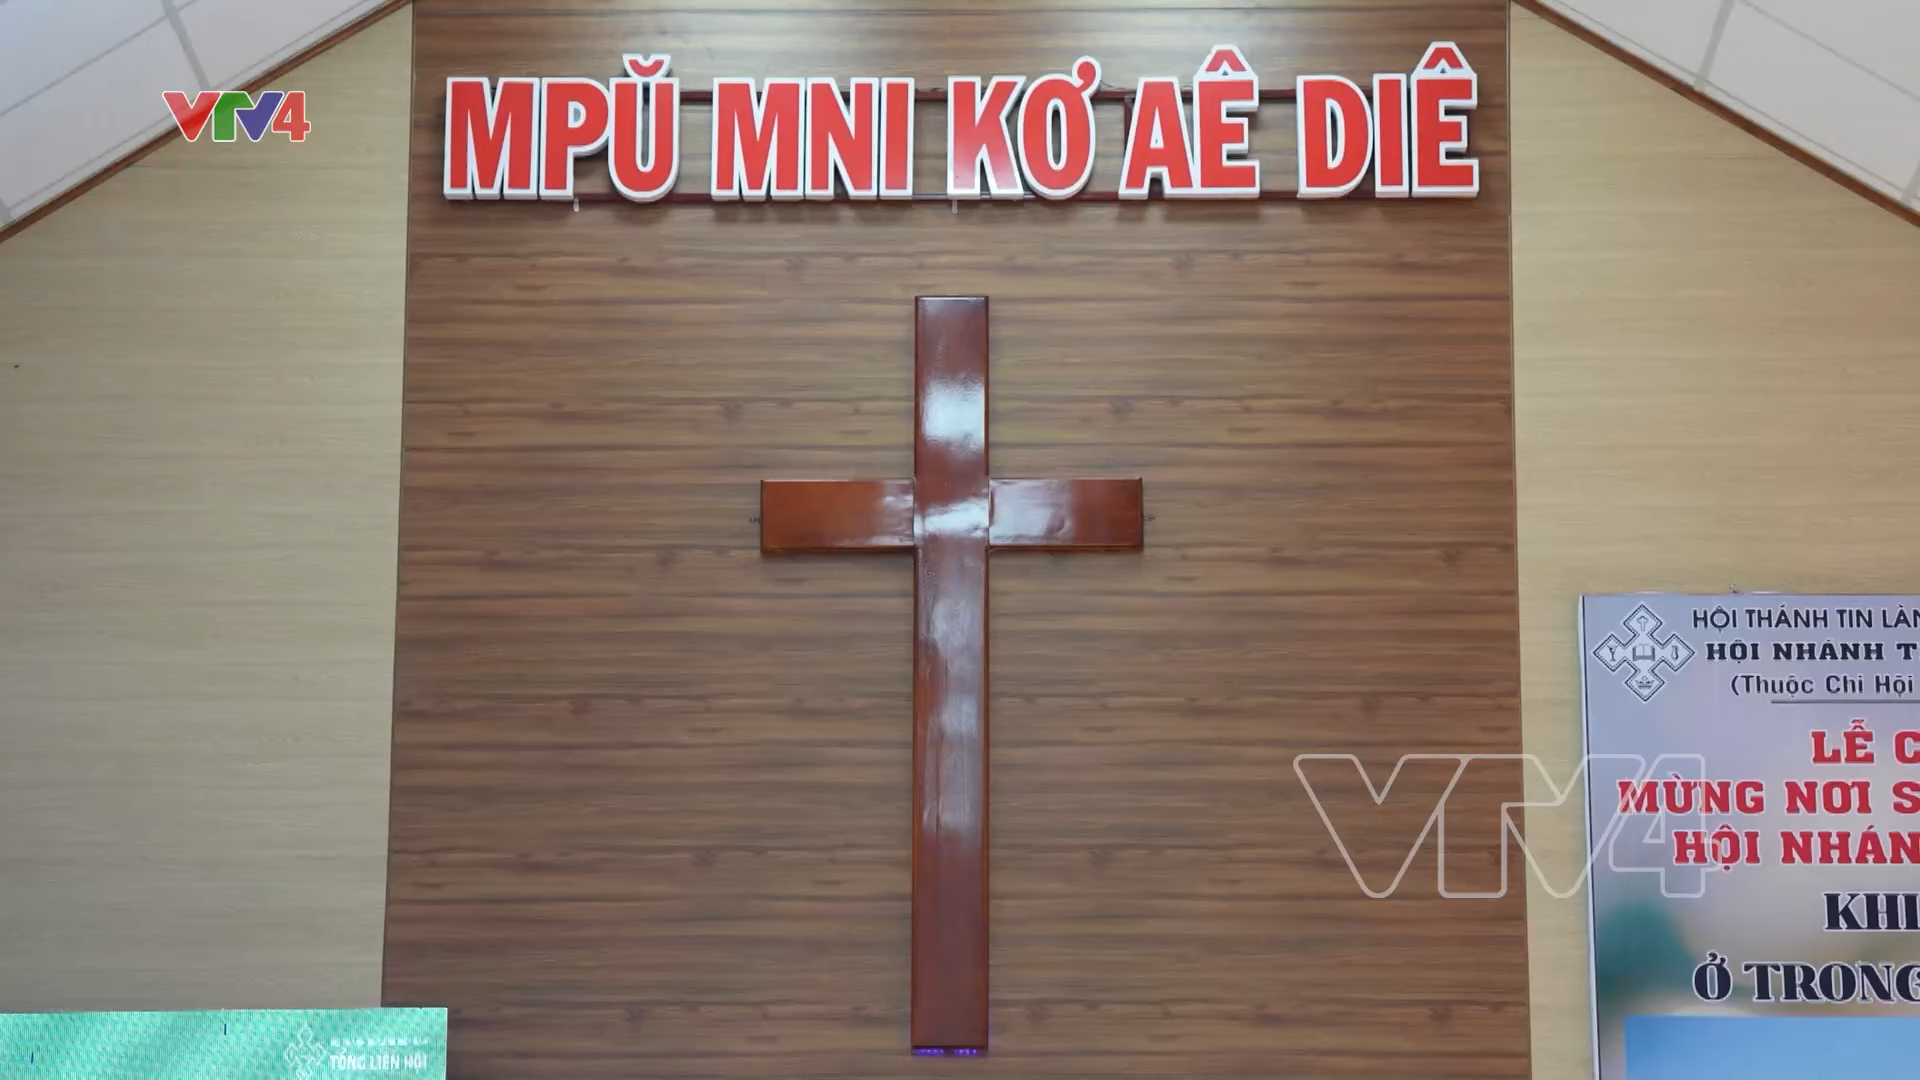 VTV4
MPŬ MNI KƠ AÊ DIÊ
HỘI THÁNH TIN LÀN
HỘI NHÁNH T
(Thuộc Chi Hội
LỄ C
MỪNG NƠI S
HỘI NHÁN
KHI
Ở TRONG
VTV4
TỔNG LIÊN HỘI